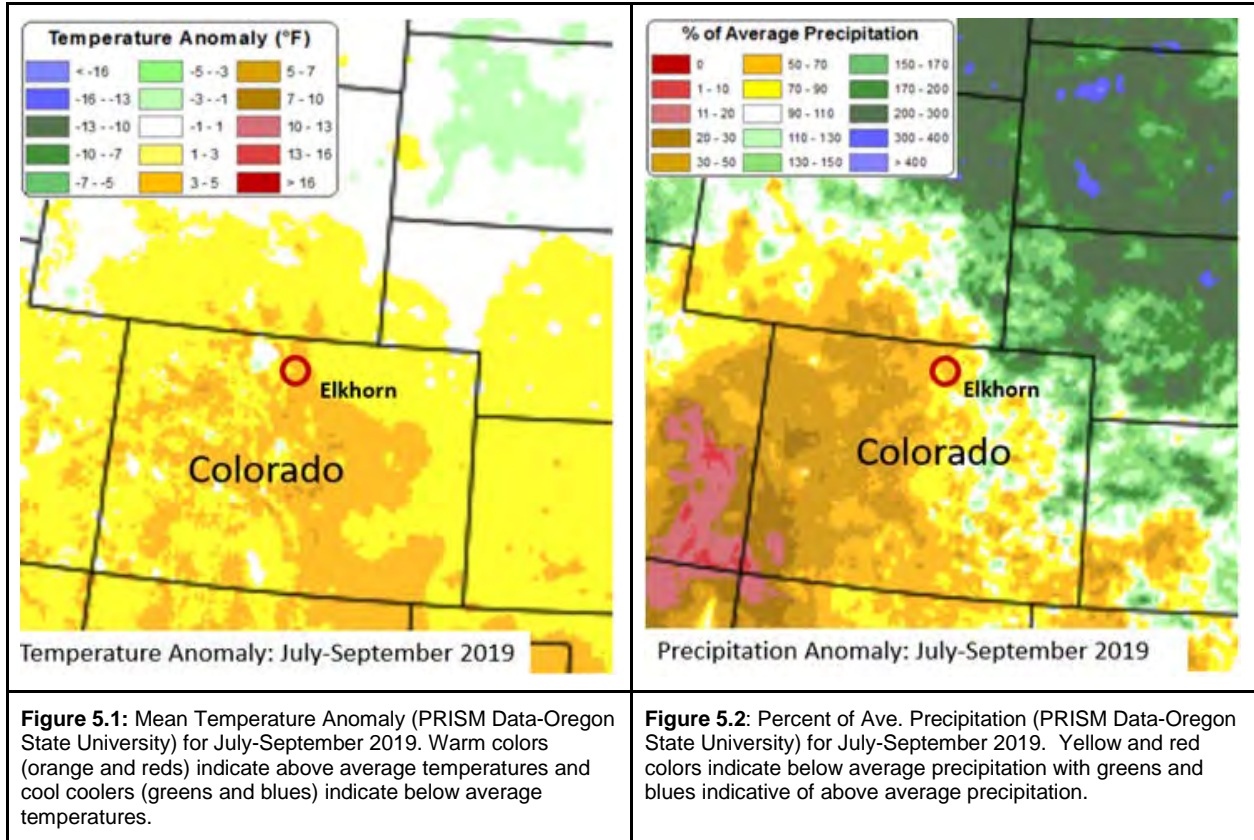 Temperature Anomaly (°F)
< -16
-16 - -13
-13 - -10
-10 - -7
-7 - -5
-5 - -3
-3 - -1
-1 - 1
1 - 3
3 - 5
5 - 7
7 - 10
10 - 13
13 - 16
> 16
Elkhorn
Colorado
Temperature Anomaly: July-September 2019
% of Average Precipitation
0
1 - 10
11 - 20
20 - 30
30 - 50
50 - 70
70 - 90
90 - 110
110 - 130
130 - 150
150 - 170
170 - 200
200 - 300
300 - 400
> 400
Elkhorn
Colorado
Precipitation Anomaly: July-September 2019
Figure 5.1: Mean Temperature Anomaly (PRISM Data-Oregon
State University) for July-September 2019. Warm colors
(orange and reds) indicate above average temperatures and
cool coolers (greens and blues) indicate below average
temperatures.
Figure 5.2: Percent of Ave. Precipitation (PRISM Data-Oregon
State University) for July-September 2019. Yellow and red
colors indicate below average precipitation with greens and
blues indicative of above average precipitation.